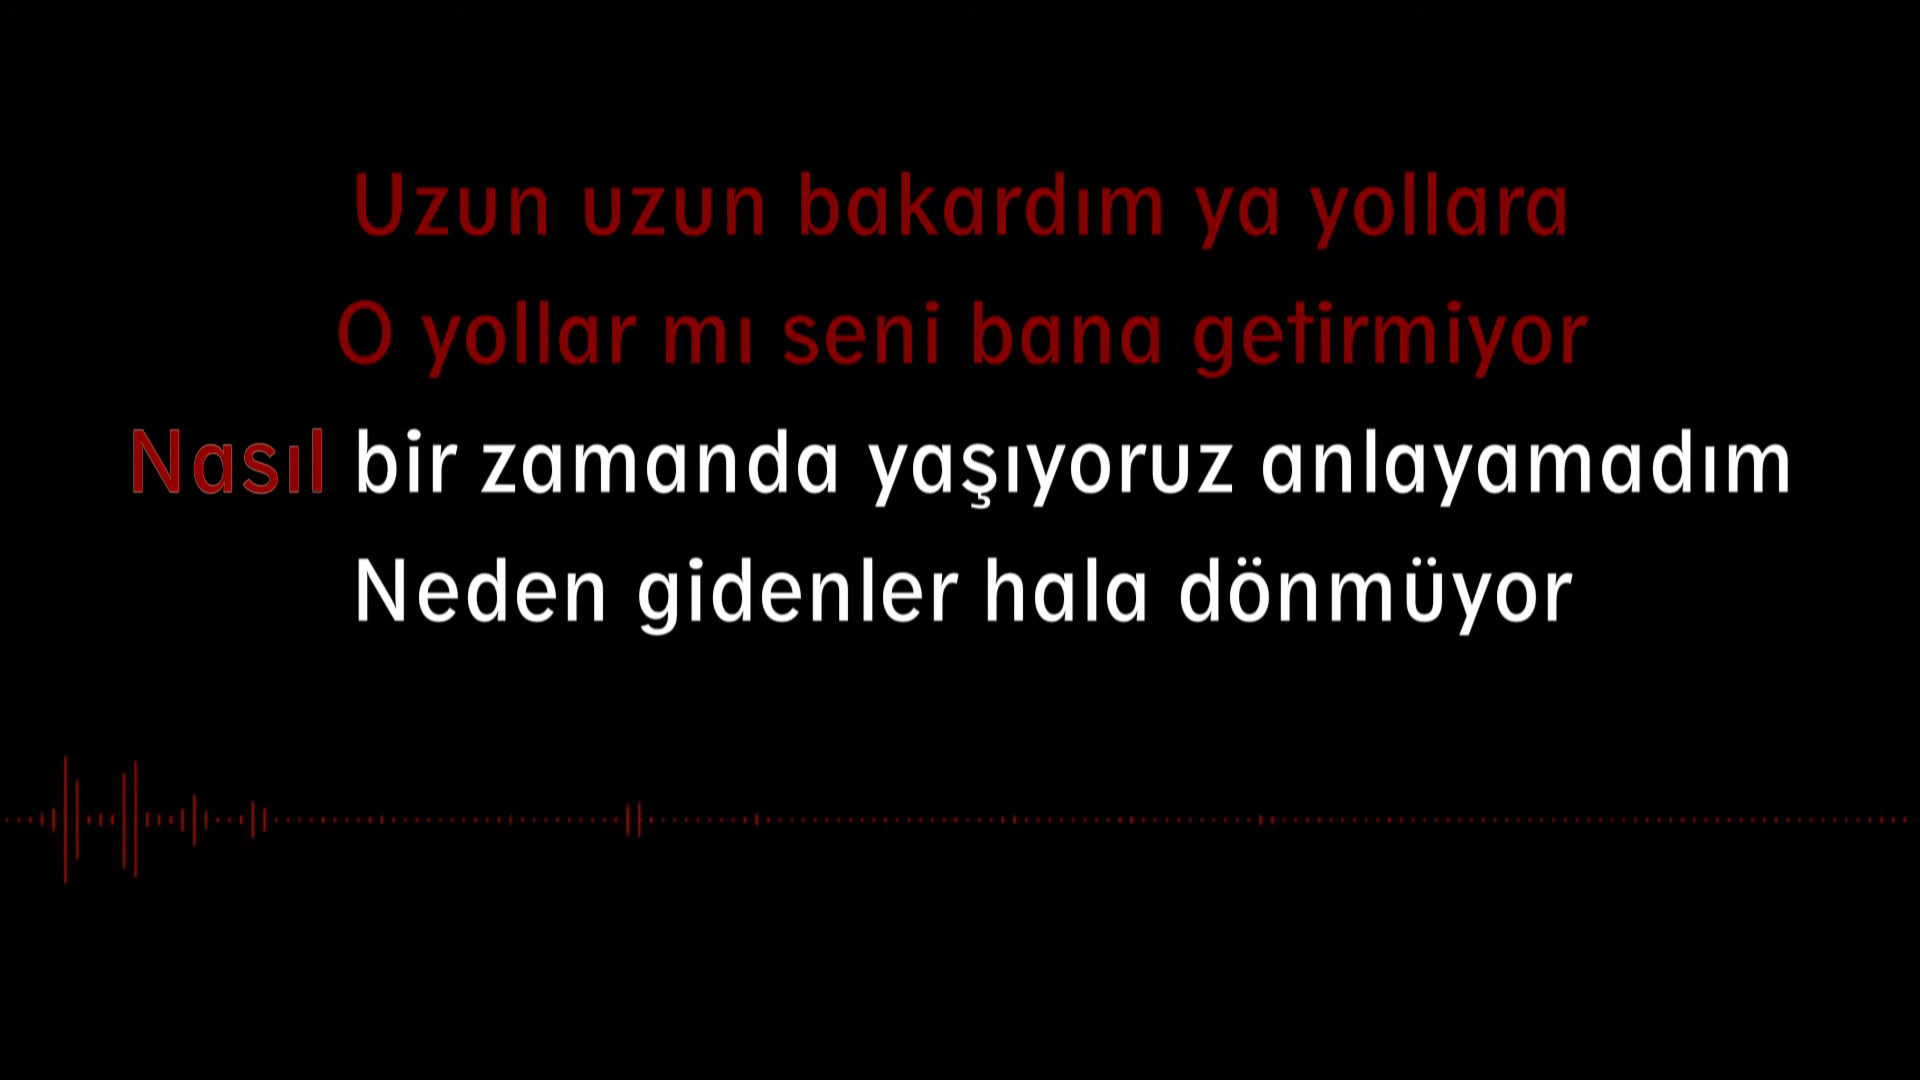 Uzun uzun bakardım ya yollara
O yollar mı seni bana getirmiyor
Nasıl bir zamanda yaşıyoruz anlayamadım
Neden gidenler hala dönmüyor